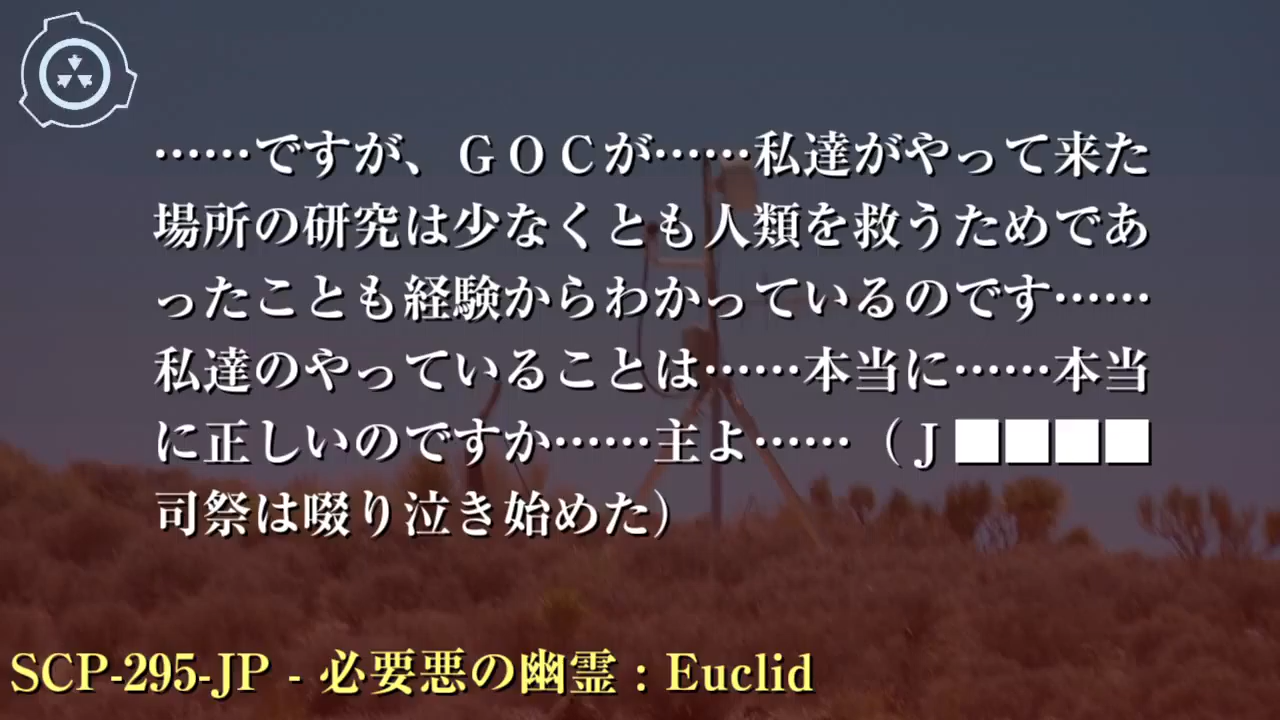 ……ですが、ＧＯＣが……私達がやって来た
場所の研究は少なくとも人類を救うためであ
ったことも経験からわかっているのです……
私達のやっていることは……本当に……本当
に正しいのですか……主よ……（Ｊ■■■■
司祭は啜り泣き始めた）
SCP-295-JP - 必要悪の幽霊：Euclid